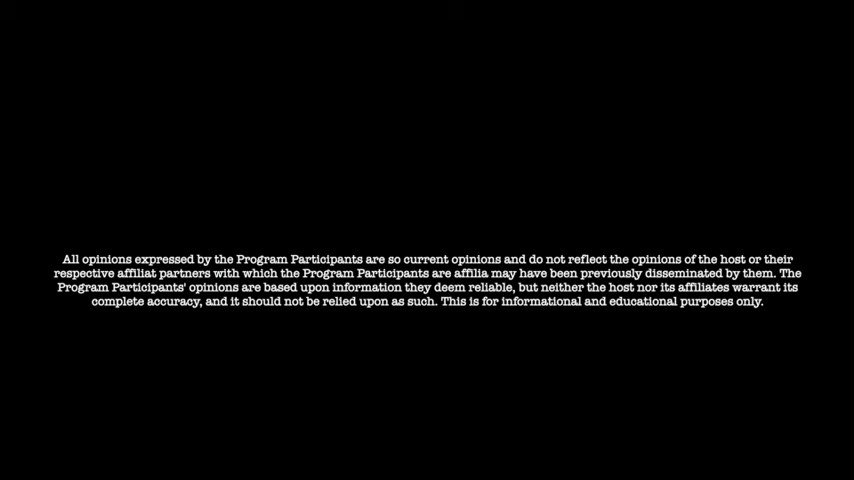 All opinions expressed by the Program Participants are so current opinions and do not reflect the opinions of the host or their
respective affiliat partners with which the Program Participants are affilia may have been previously disseminated by them. The
Program Participants' opinions are based upon information they deem reliable, but neither the host nor its affiliates warrant its
complete accuracy, and it should not be relied upon as such. This is for informational and educational purposes only.